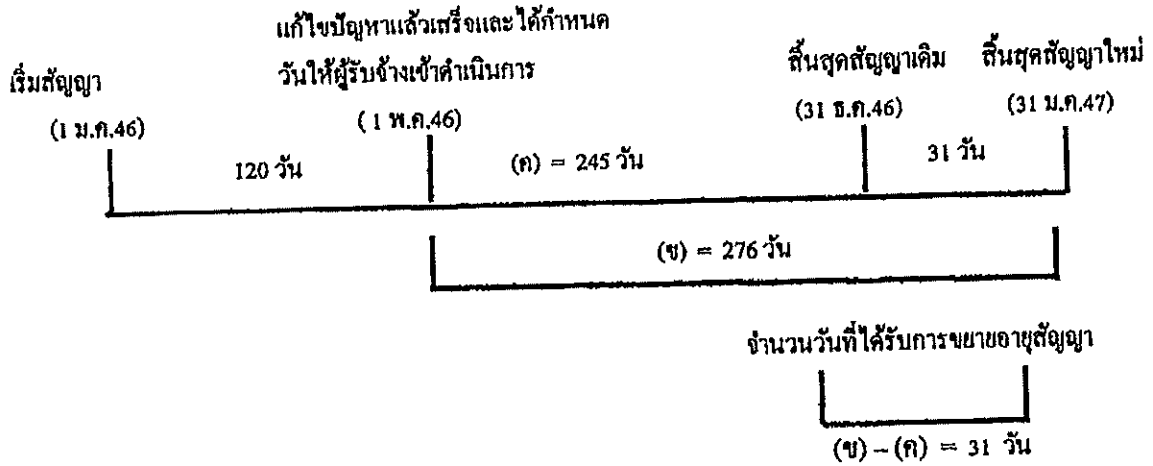 แก้ไขปัญหาแล้วเสร็จและได้กำหนด
วันให้ผู้รับจ้างเข้าดำเนินการ
เริ่มสัญญา
สิ้นสุดสัญญาเดิม
สิ้นสุดสัญญาใหม่
(1 ม.ค.46)
( 1 พ.ค.46)
(31 ธ.ค.46)
(31 ม.ค.47)
120 วัน
(ค) = 245 วัน
31 วัน
(ข) = 276 วัน
จำนวนวันที่ได้รับการขยายอายุสัญญา
(ข) – (ค) = 31 วัน